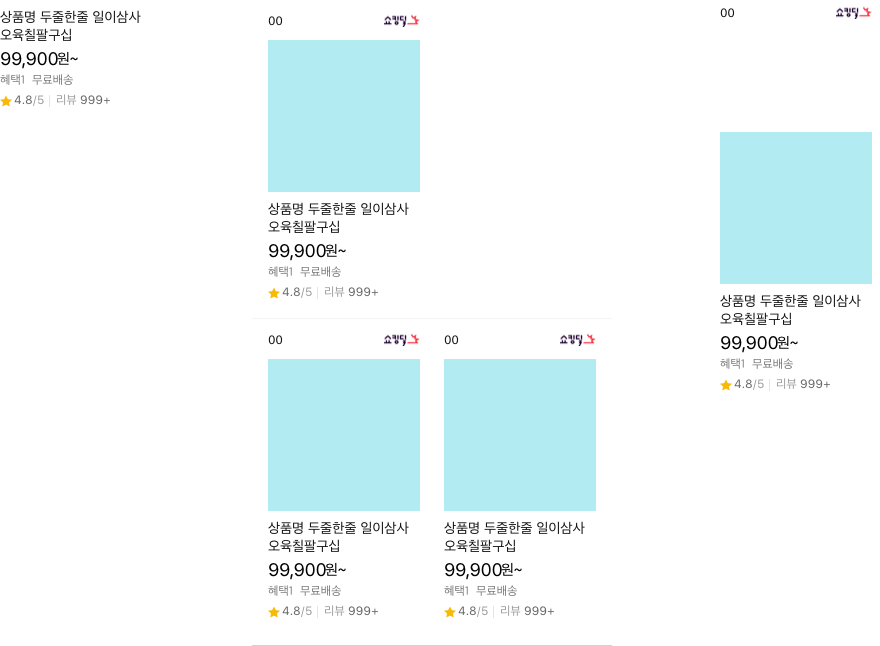 상품명 두줄한줄 일이삼사
오육칠팔구십
99,900원~
혜택1 무료배송
4.8/5 | 리뷰 999+
00
쇼킹딜
상품명 두줄한줄 일이삼사
오육칠팔구십
99,900원~
혜택1 무료배송
4.8/5 | 리뷰 999+
00
쇼킹딜
상품명 두줄한줄 일이삼사
오육칠팔구십
99,900원~
혜택1 무료배송
4.8/5 | 리뷰 999+
00
쇼킹딜
상품명 두줄한줄 일이삼사
오육칠팔구십
99,900원~
혜택1 무료배송
4.8/5 | 리뷰 999+
00
쇼킹딜
상품명 두줄한줄 일이삼사
오육칠팔구십
99,900원~
혜택1 무료배송
4.8/5 | 리뷰 999+